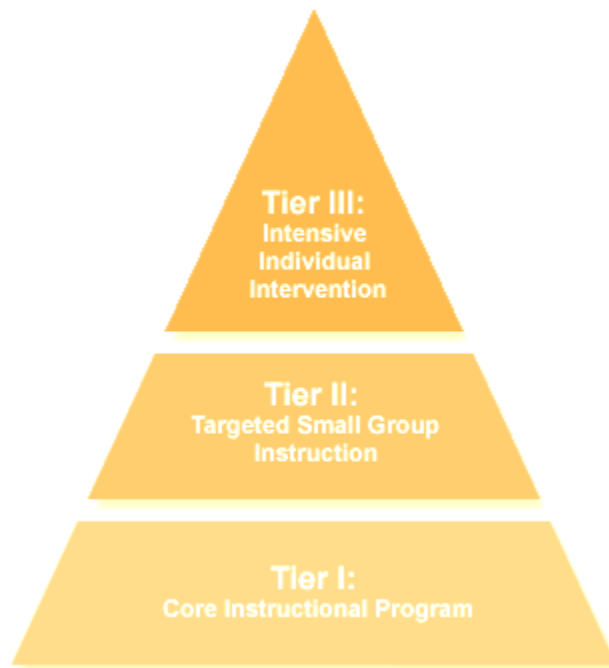 Tier III:
Intensive
Individual
Intervention
Tier II:
Targeted Small Group
Instruction
Tier I:
Core Instructional Program